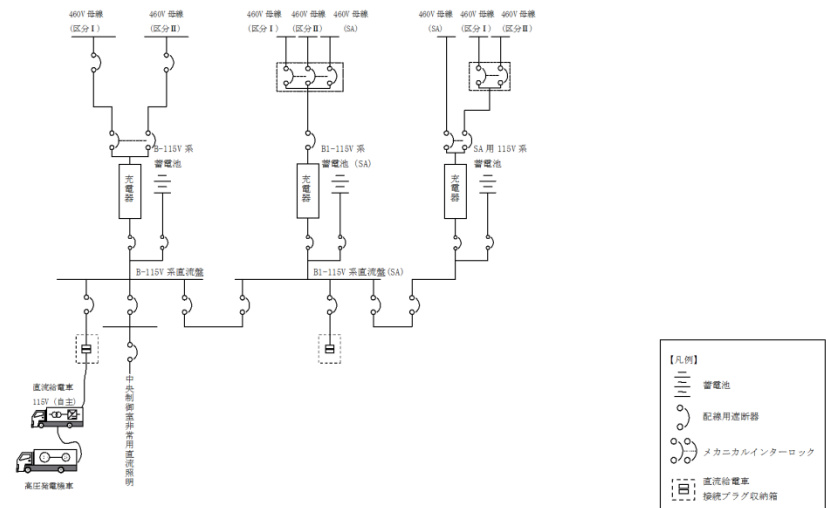 460V 母線
(区分Ⅰ)
460V 母線
(区分Ⅱ)
460V 母線
(区分Ⅰ)
460V 母線
(区分Ⅱ)
460V 母線
(SA)
460V 母線
(SA)
460V 母線
(区分Ⅰ)
460V 母線
(区分Ⅱ)
B-115V 系
蓄電池
充電器
B1-115V 系
蓄電池 (SA)
充電器
SA 用 115V 系
蓄電池
充電器
B-115V 系直流盤
B1-115V 系直流盤(SA)
直流給電車
115V (自主)
高圧発電機車
中央制御室非常用直流照明
【凡例】
蓄電池
配線用遮断器
メカニカルインターロック
直流給電車
接続プラグ収納箱